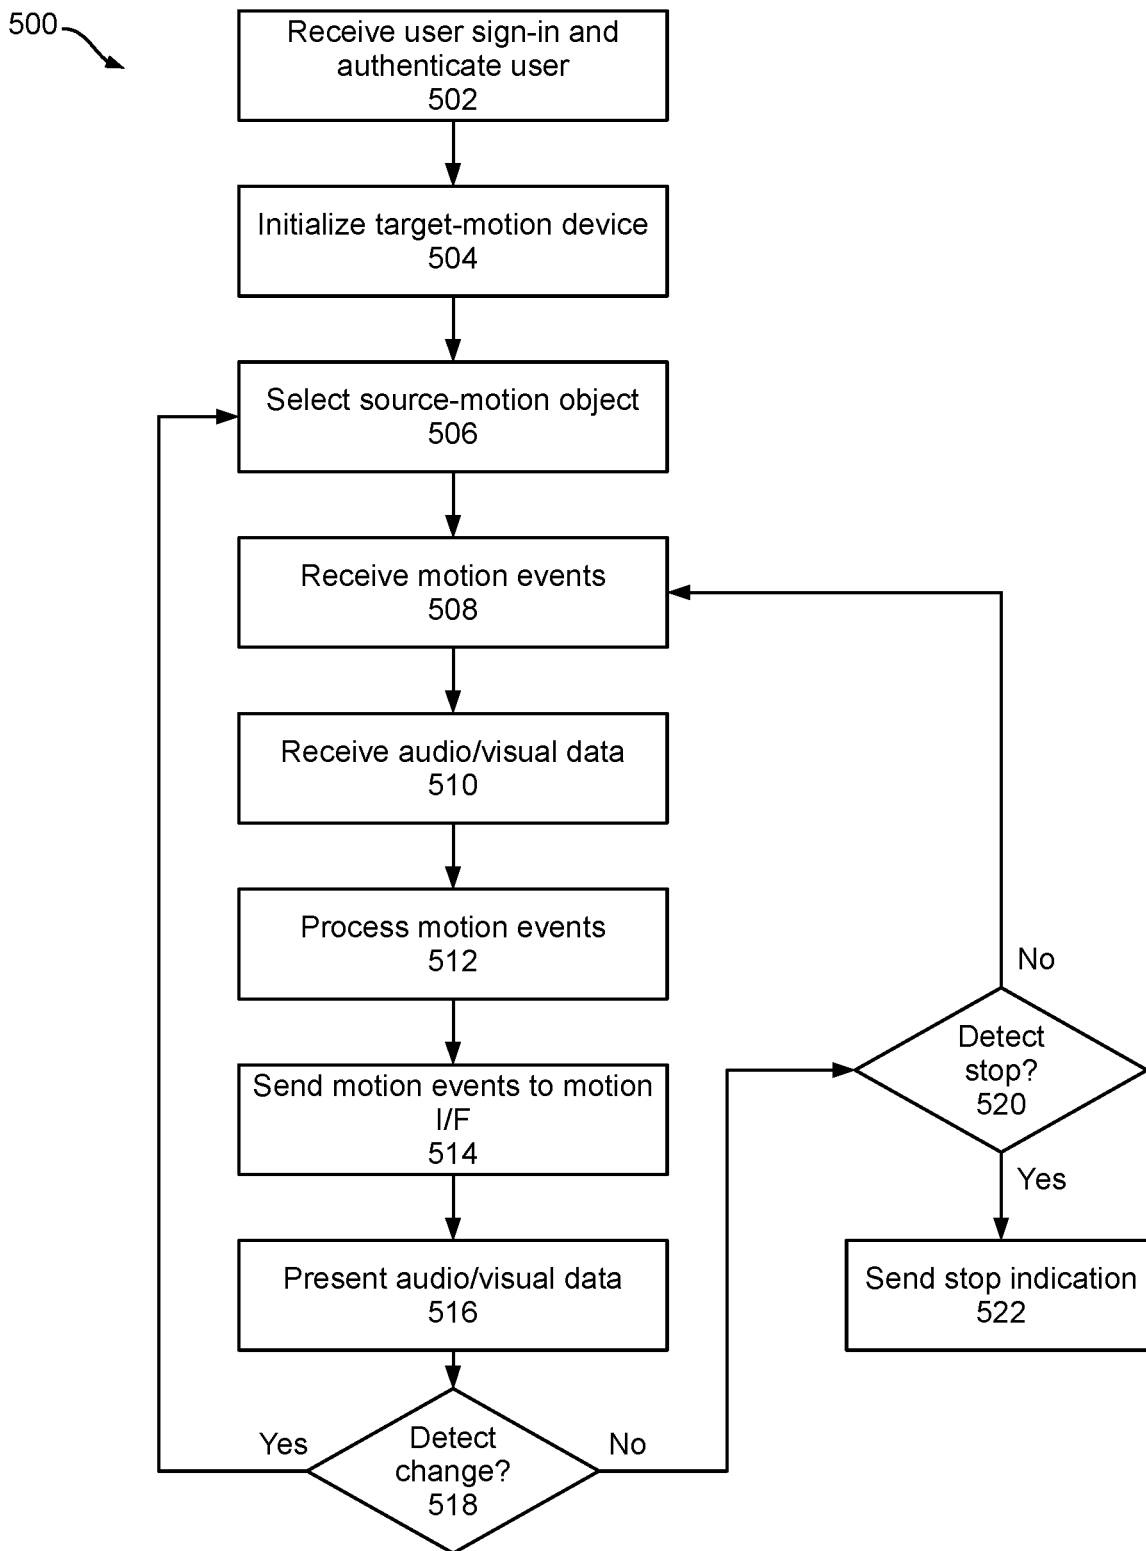 500
Receive user sign-in and
authenticate user
502
Initialize target-motion device
504
Select source-motion object
506
Receive motion events
508
Receive audio/visual data
510
Process motion events
512
Send motion events to motion
I/F
514
Present audio/visual data
516
Yes
Detect
change?
518
No
No
Detect
stop?
520
Yes
Send stop indication
522